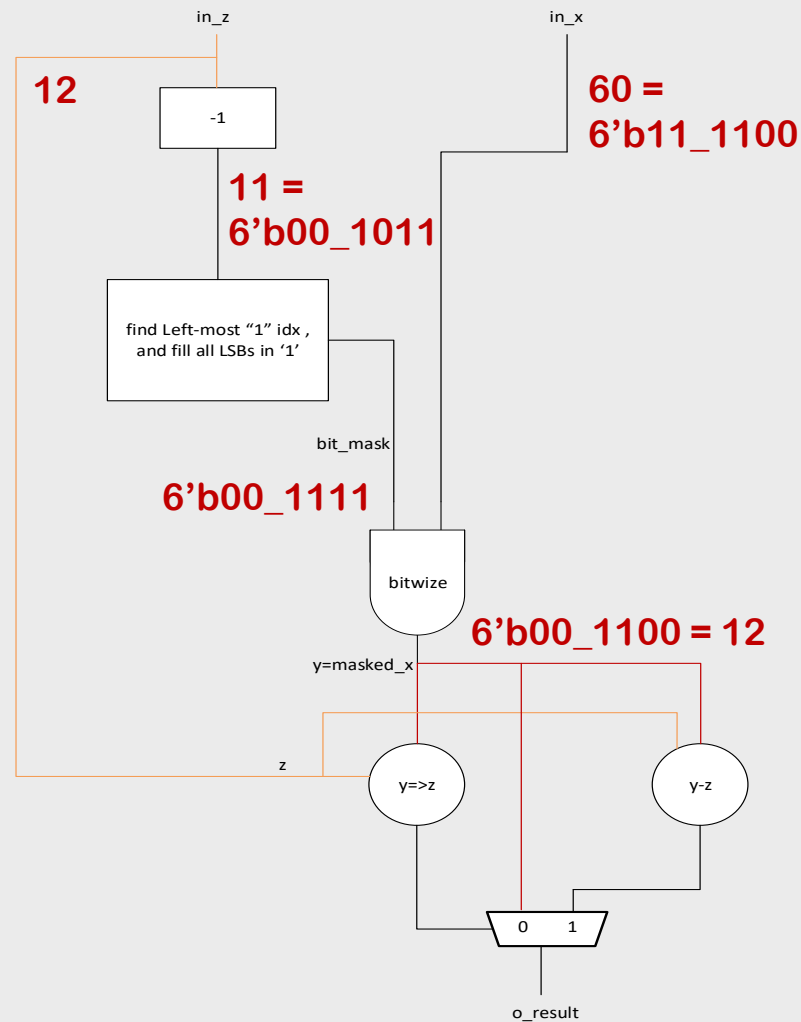 in_z
in_x
12
-1
60 =
6’b11_1100
11 =
6’b00_1011
find Left-most “1” idx ,
and fill all LSBs in ‘1’
bit_mask
6’b00_1111
bitwize
6’b00_1100 = 12
y=masked_x
z
y=>z
y-z
0 1
o_result